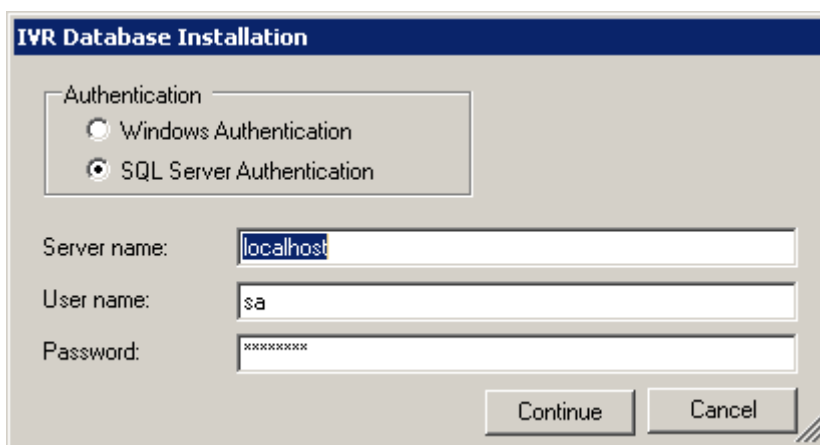 IVR Database Installation
Authentication
Windows Authentication
SQL Server Authentication
Server name:
localhost
User name:
sa
Password:
********
Continue
Cancel